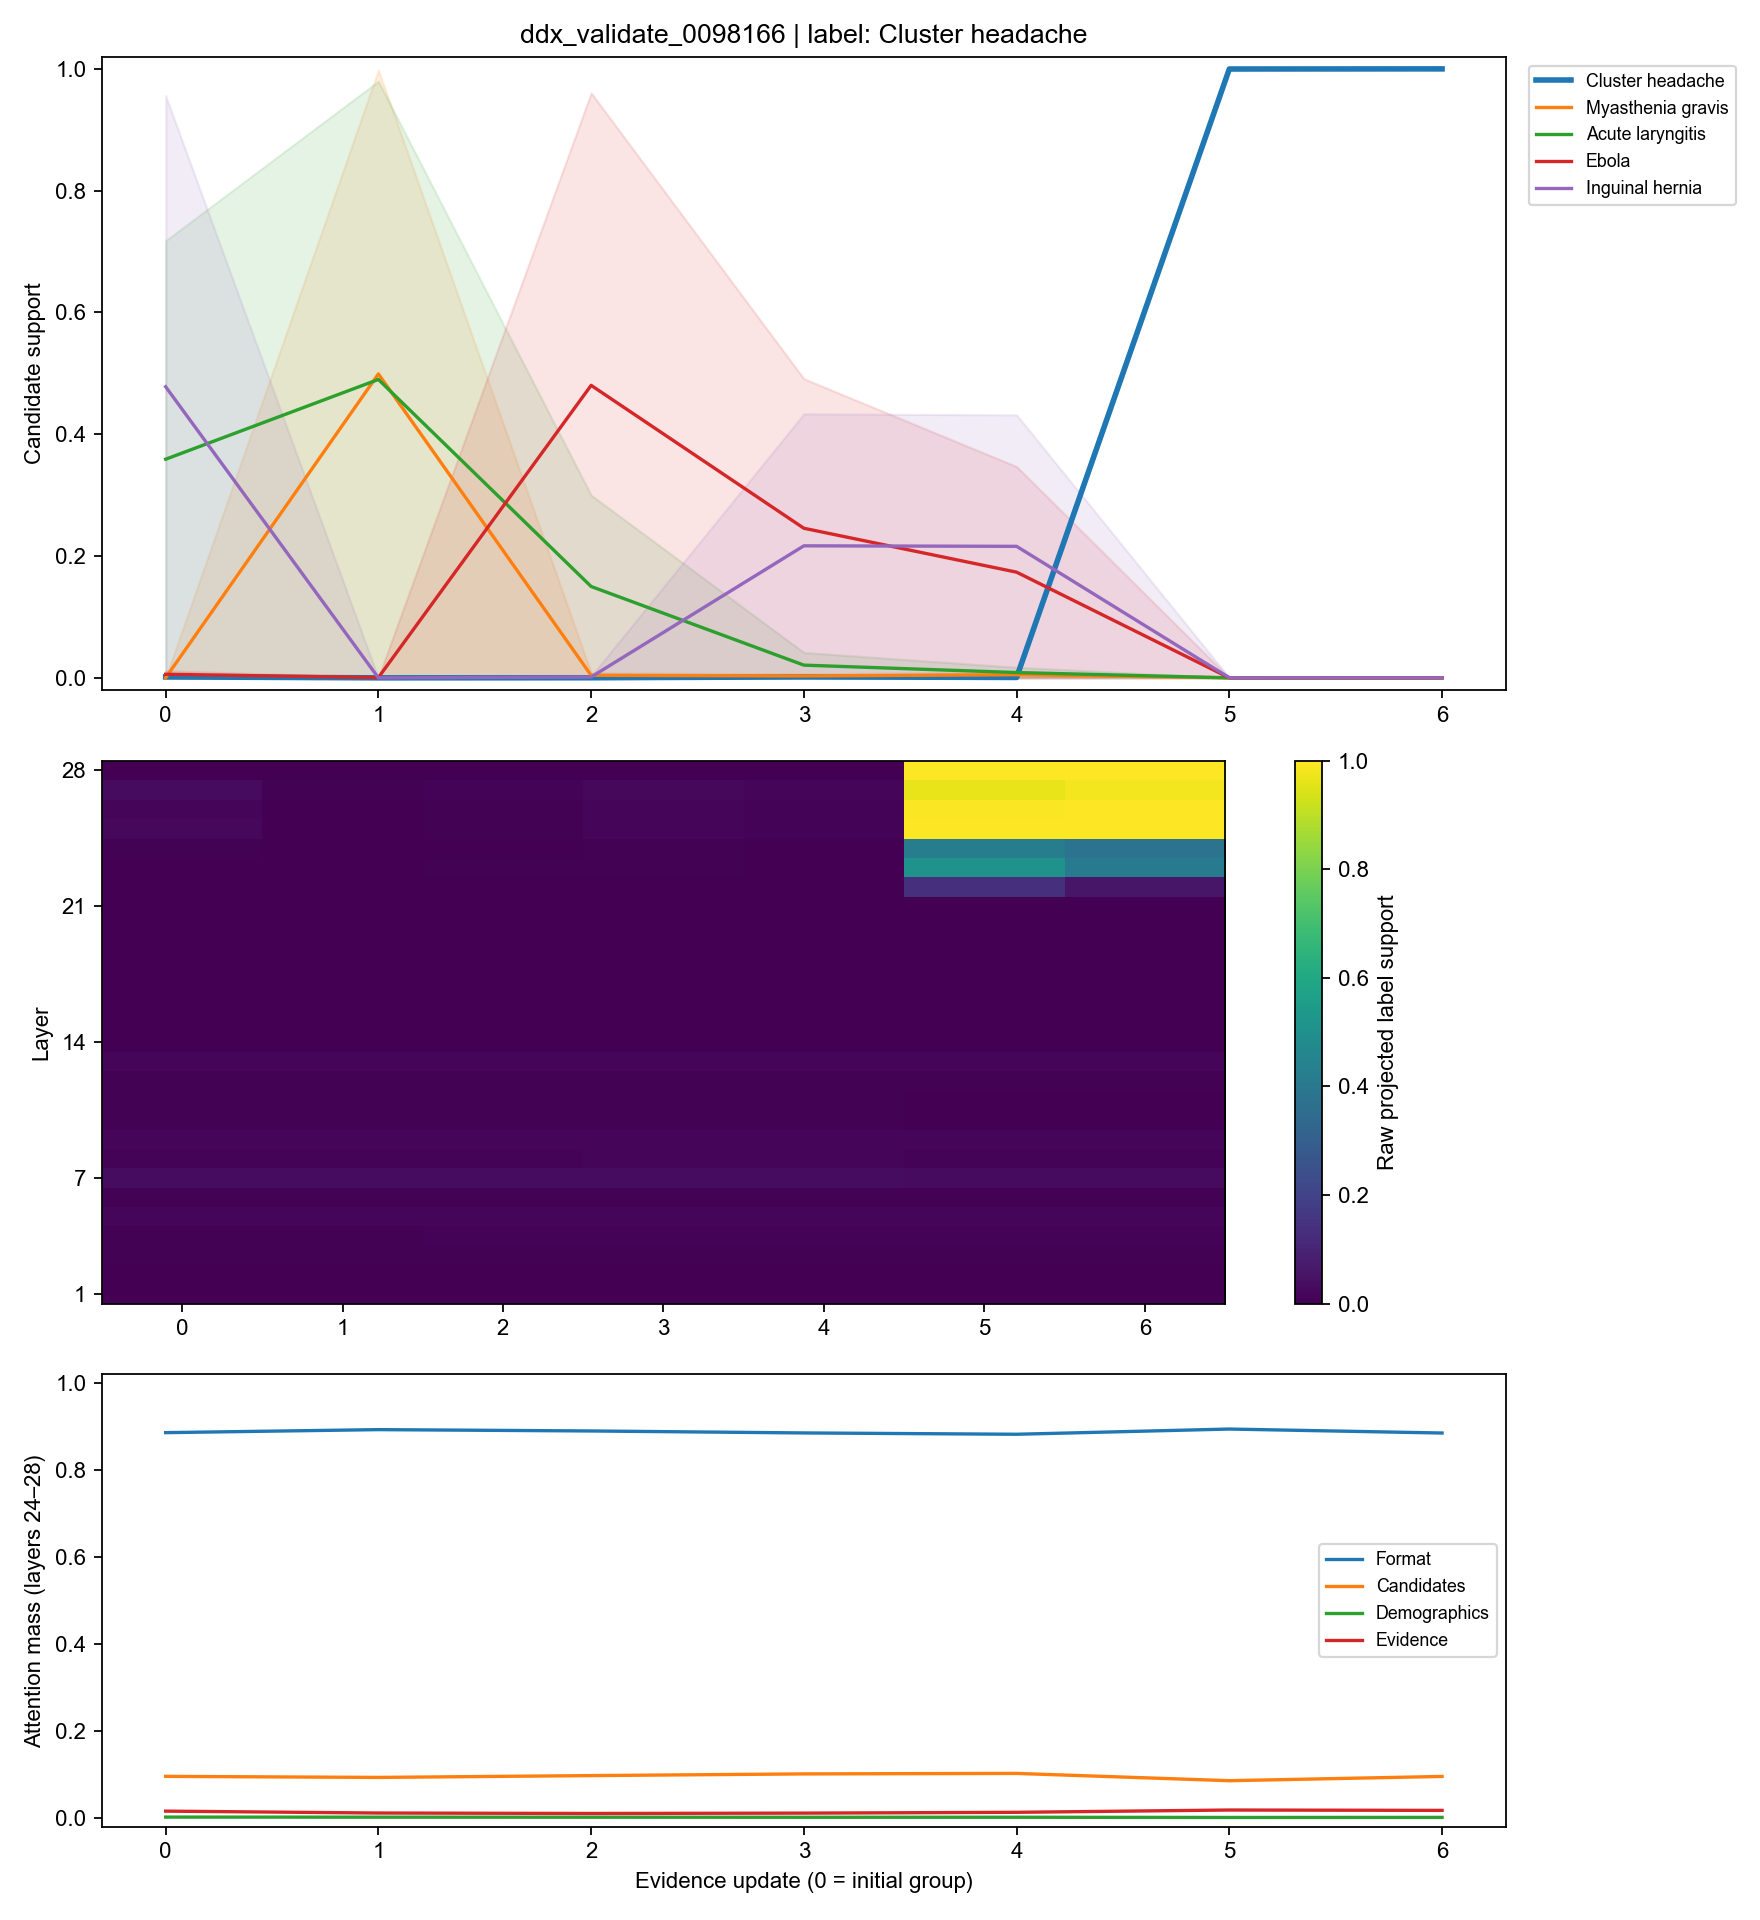 ddx_validate_0098166 | label: Cluster headache
Candidate support
1.0
0.8
0.6
0.4
0.2
0.0
0 1 2 3 4 5 6
Cluster headache
Myasthenia gravis
Acute laryngitis
Ebola
Inguinal hernia
Layer
28
21
14
7
1
0 1 2 3 4 5 6
1.0
0.8
0.6
0.4
0.2
0.0
Raw projected label support
Attention mass (layers 24–28)
1.0
0.8
0.6
0.4
0.2
0.0
Format
Candidates
Demographics
Evidence
0 1 2 3 4 5 6
Evidence update (0 = initial group)